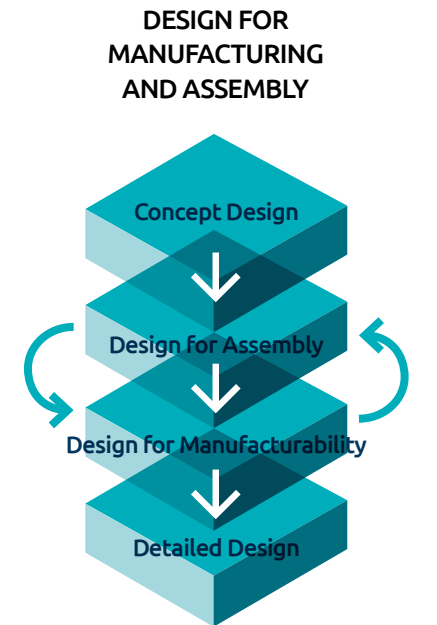 DESIGN FOR
MANUFACTURING
AND ASSEMBLY
Concept Design
Design for Assembly
Design for Manufacturability
Detailed Design